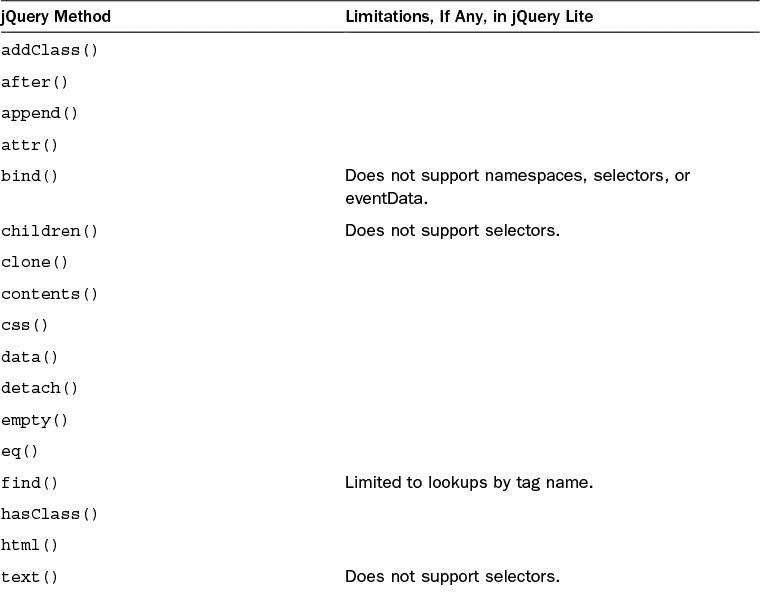 jQuery Method Limitations, If Any, in jQuery Lite
addClass()
after()
append()
attr()
bind() Does not support namespaces, selectors, or
eventData.
children() Does not support selectors.
clone()
contents()
css()
data()
detach()
empty()
eq()
find() Limited to lookups by tag name.
hasClass()
html()
text() Does not support selectors.